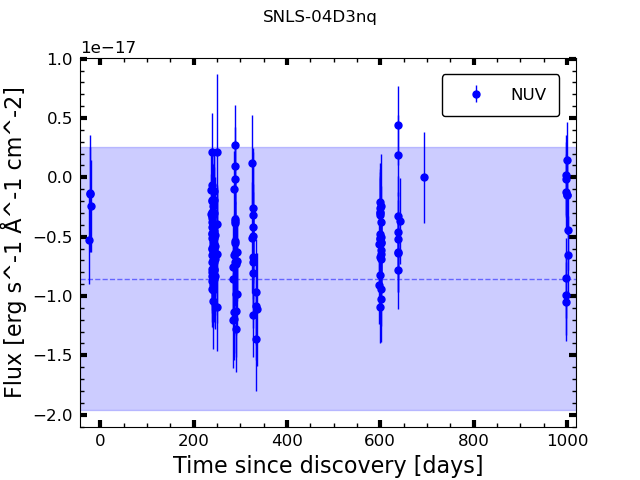 SNLS-04D3nq
1e−17
1.0
0.5
0.0
−0.5
−1.0
−1.5
−2.0
Flux [erg s^-1 Å^-1 cm^-2]
NUV
0 200 400 600 800 1000
Time since discovery [days]